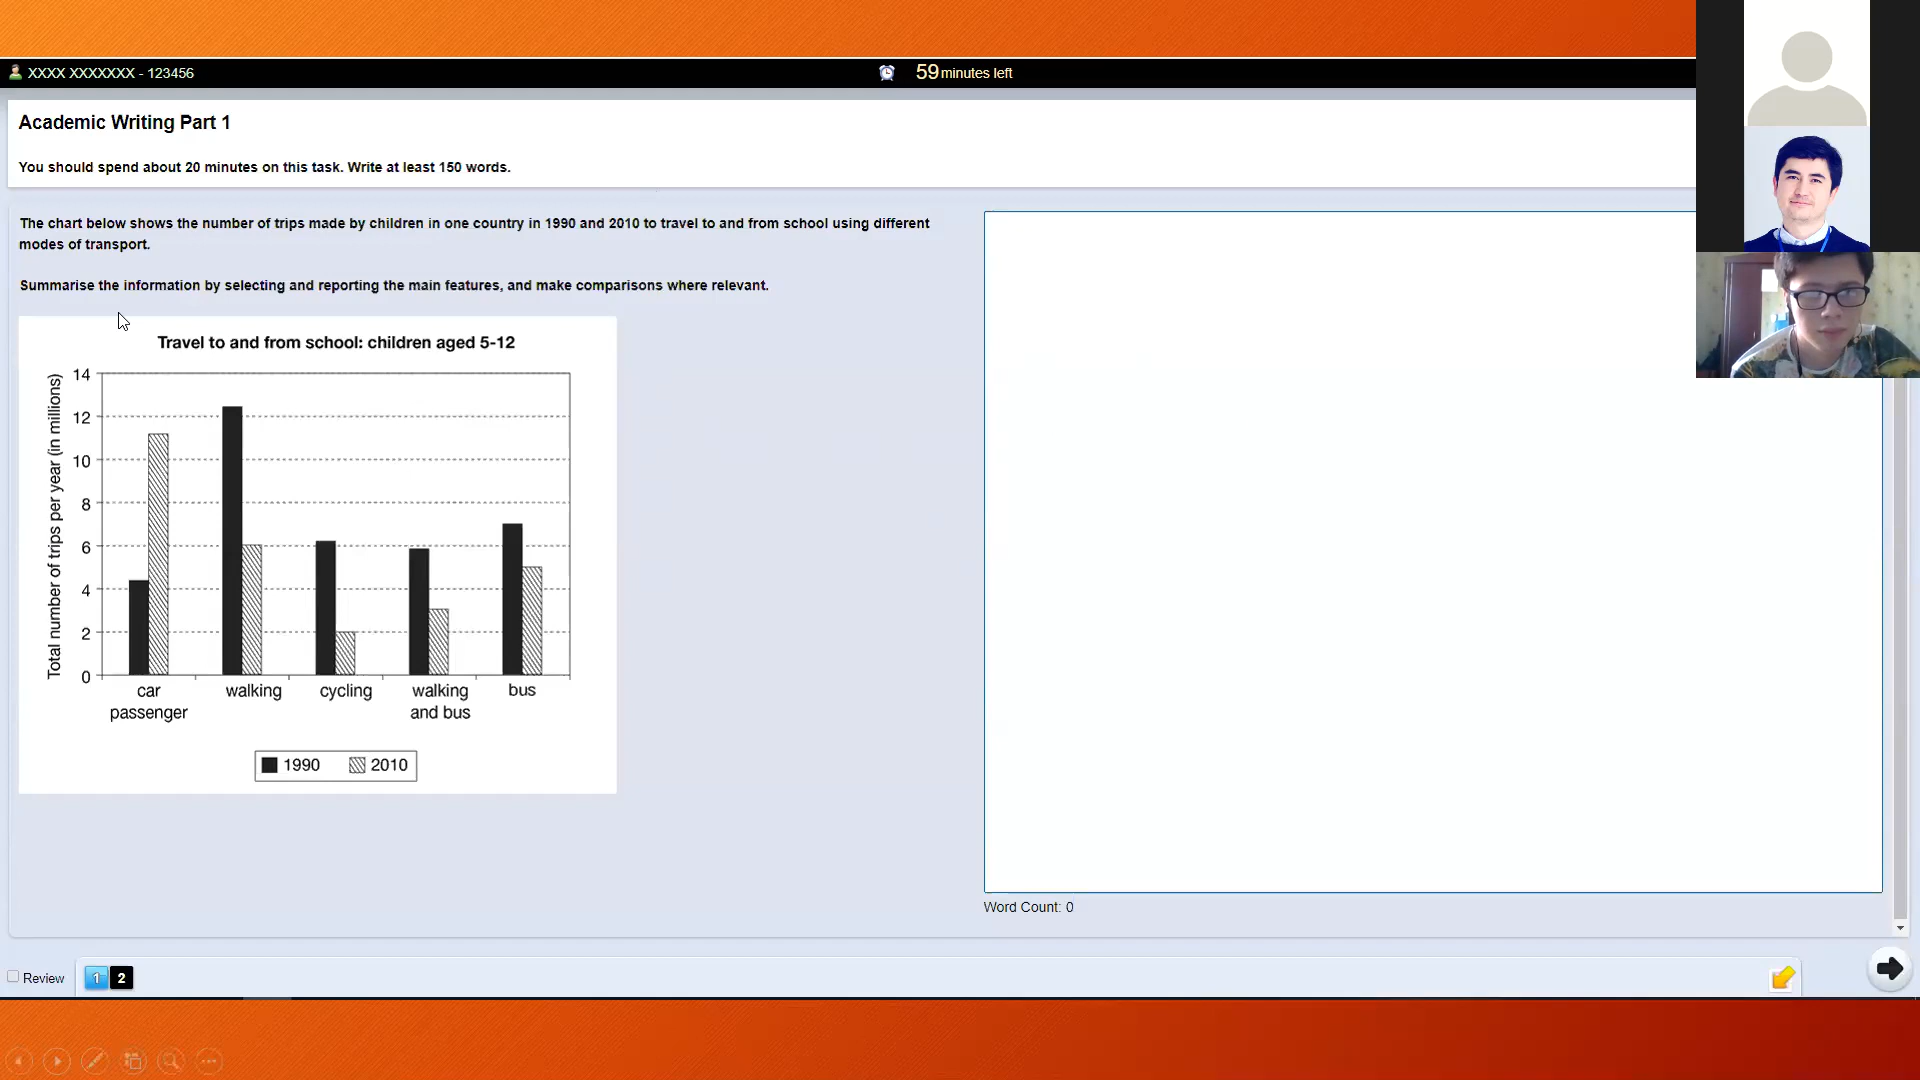 XXXX XXXXXXX - 123456
59 minutes left
Academic Writing Part 1
You should spend about 20 minutes on this task. Write at least 150 words.
The chart below shows the number of trips made by children in one country in 1990 and 2010 to travel to and from school using different
modes of transport.
Summarise the information by selecting and reporting the main features, and make comparisons where relevant.
Travel to and from school: children aged 5-12
Total number of trips per year (in millions)
14
12
10
8
6
4
2
0
car passenger
walking
cycling
walking and bus
bus
1990
2010
Word Count: 0
Review
1
2